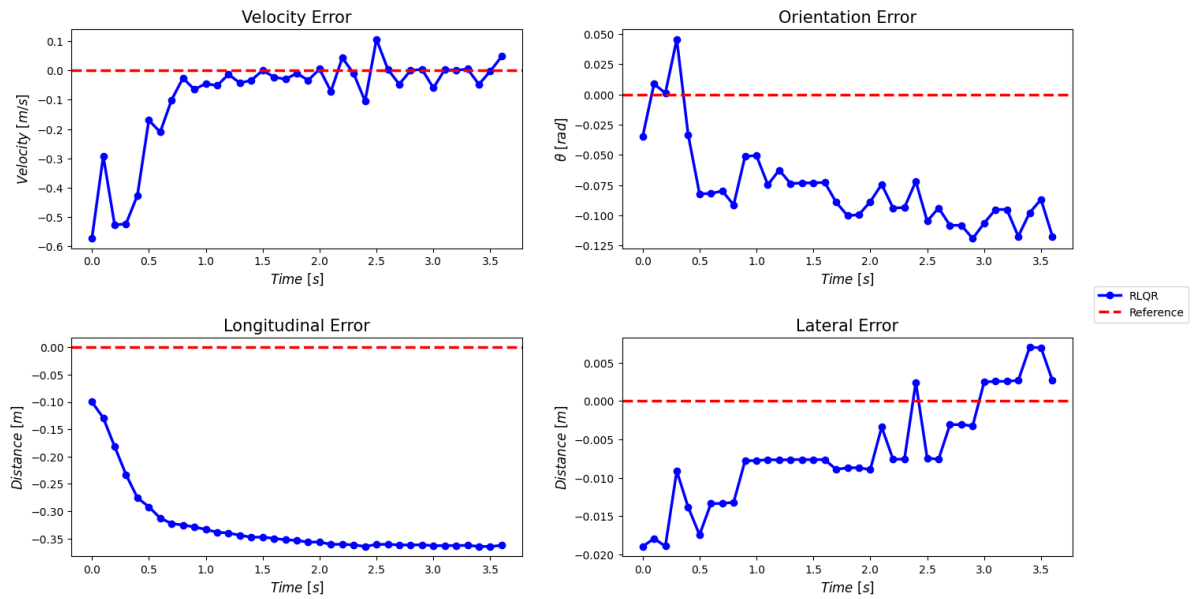 Velocity Error
Velocity [m/s]
0.1
0.0
−0.1
−0.2
−0.3
−0.4
−0.5
−0.6
0.0 0.5 1.0 1.5 2.0 2.5 3.0 3.5
Time [s]
Orientation Error
θ [rad]
0.050
0.025
0.000
−0.025
−0.050
−0.075
−0.100
−0.125
0.0 0.5 1.0 1.5 2.0 2.5 3.0 3.5
Time [s]
RLQR
Reference
Longitudinal Error
Distance [m]
0.00
−0.05
−0.10
−0.15
−0.20
−0.25
−0.30
−0.35
0.0 0.5 1.0 1.5 2.0 2.5 3.0 3.5
Time [s]
Lateral Error
Distance [m]
0.005
0.000
−0.005
−0.010
−0.015
−0.020
0.0 0.5 1.0 1.5 2.0 2.5 3.0 3.5
Time [s]